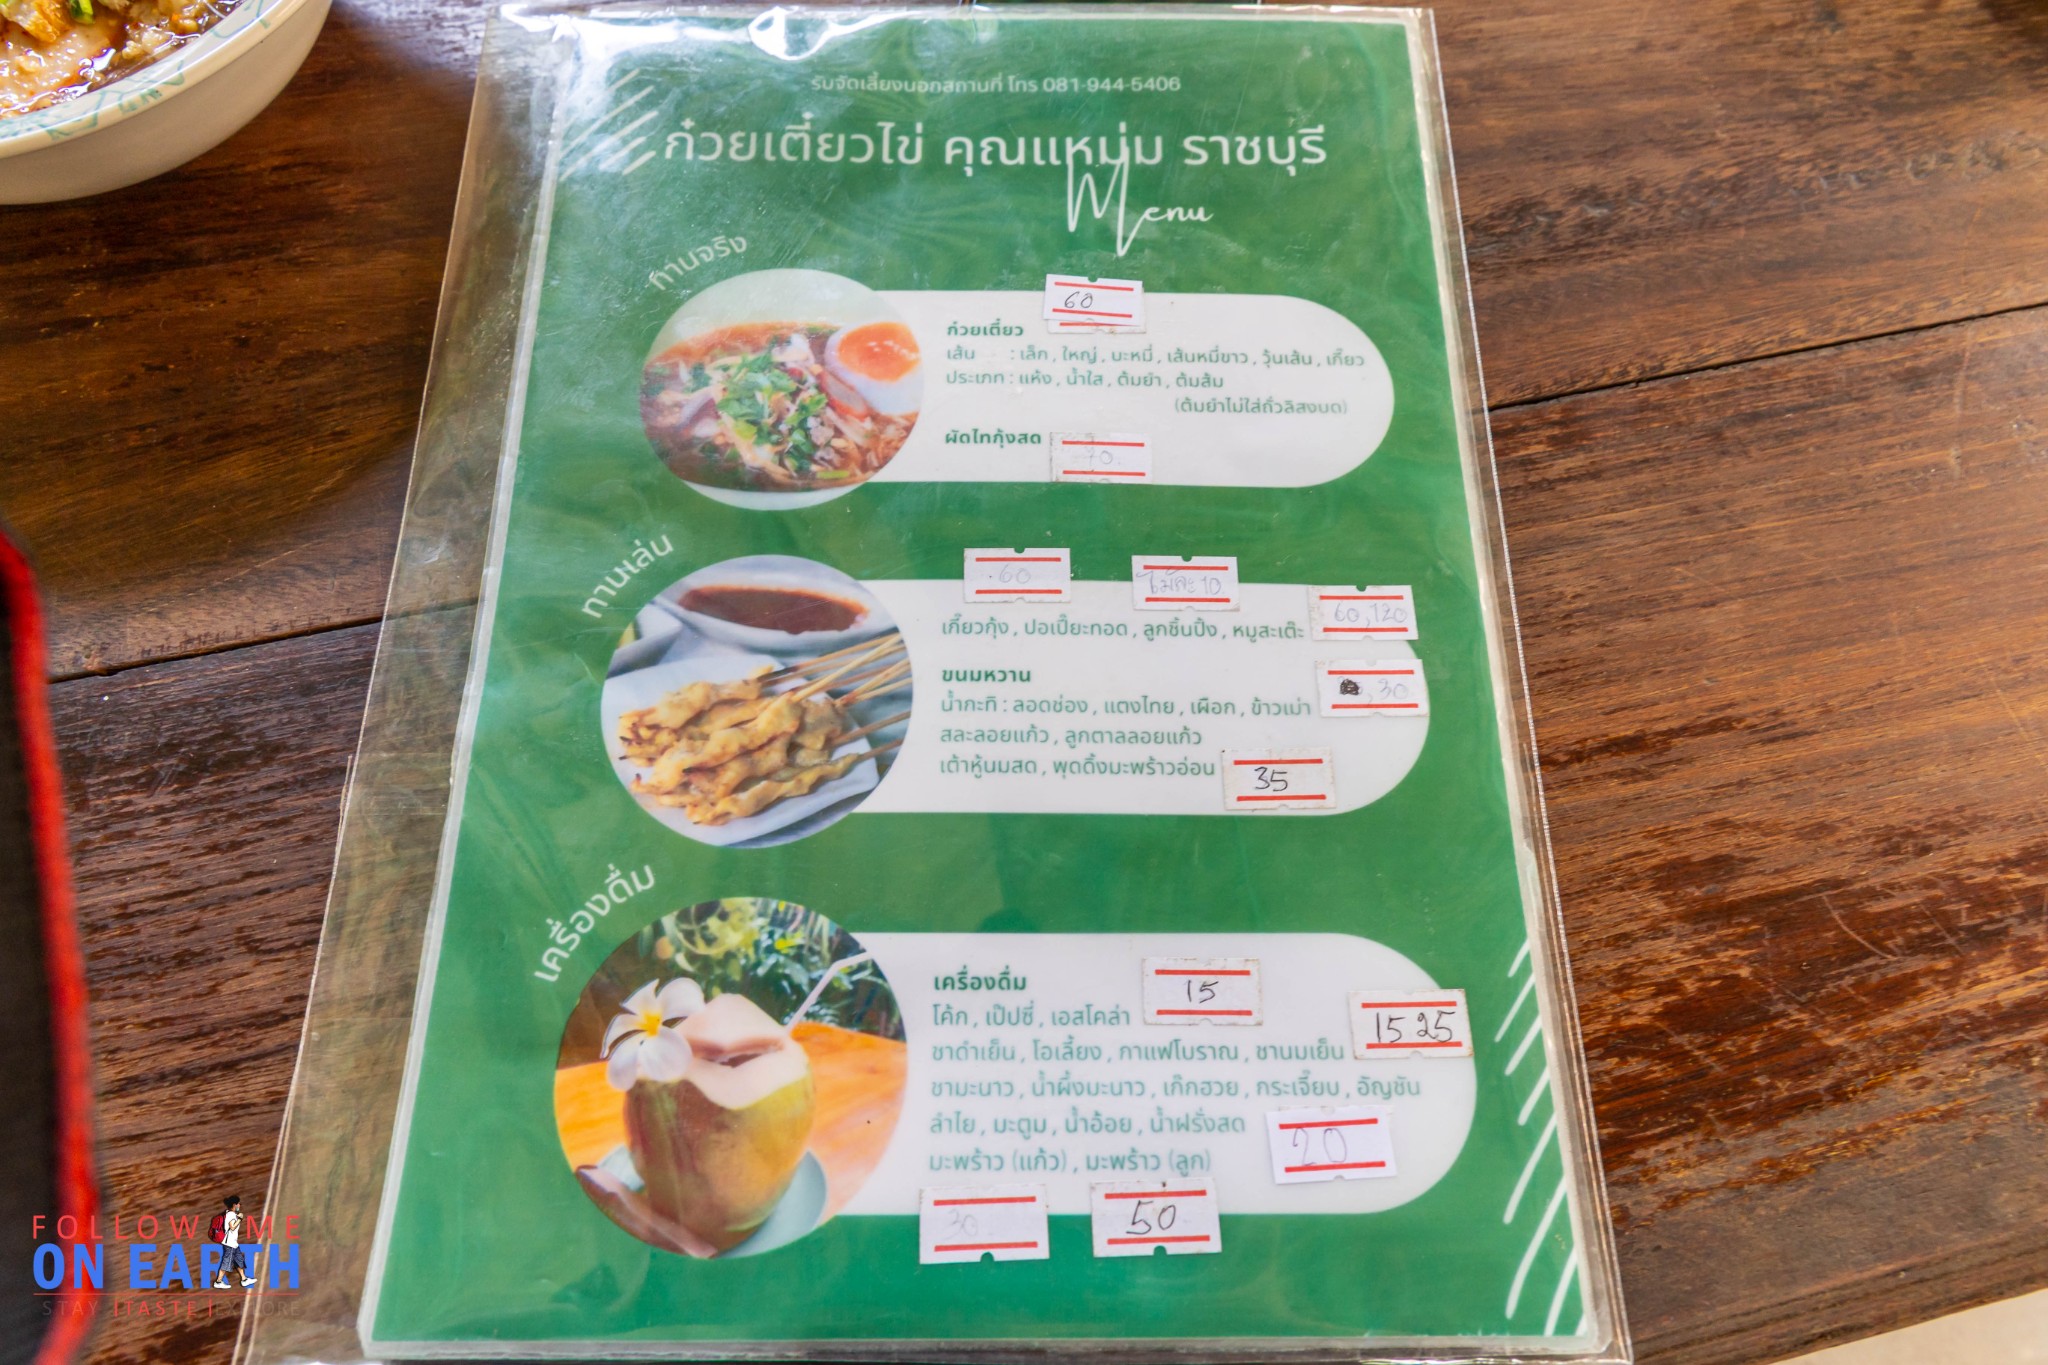 รับจัดเลี้ยงนอกสถานที่ โทร 081-944-5406
ก๋วยเตี๋ยวไข่ คุณแหม่ม ราชบุรี
Menu
ทานจริง
60
ก๋วยเตี๋ยว
เส้น : เล็ก , ใหญ่ , บะหมี่ , เส้นหมี่ขาว , วุ้นเส้น , เกี๊ยว
ประเภท : แห้ง , น้ำใส , ต้มยำ , ต้มส้ม
(ต้มยำไม่ใส่ถั่วลิสงบด)
ผัดไทกุ้งสด 70
ทานเล่น
60 ไม้ละ 10
เกี๊ยวกุ้ง , ปอเปี๊ยะทอด , ลูกชิ้นปิ้ง , หมูสะเต๊ะ 60,120
ขนมหวาน
น้ำกะทิ : ลอดช่อง , แตงไทย , เผือก , ข้าวเม่า , 30
สละลอยแก้ว , ลูกตาลลอยแก้ว
เต้าหู้นมสด , พุดดิ้งมะพร้าวอ่อน 35
เครื่องดื่ม
เครื่องดื่ม 15
โค้ก , เป๊ปซี่ , เอสโคล่า
ชาดำเย็น , โอเลี้ยง , กาแฟโบราณ , ชานมเย็น 15 25
ชามะนาว , น้ำผึ้งมะนาว , เก๊กฮวย , กระเจี๊ยบ , อัญชัน
ลำไย , มะตูม , น้ำอ้อย , น้ำฝรั่งสด 20
มะพร้าว (แก้ว) , มะพร้าว (ลูก)
30 50
FOLLOW ME
ON EARTH
STAY | TASTE | EXPLORE